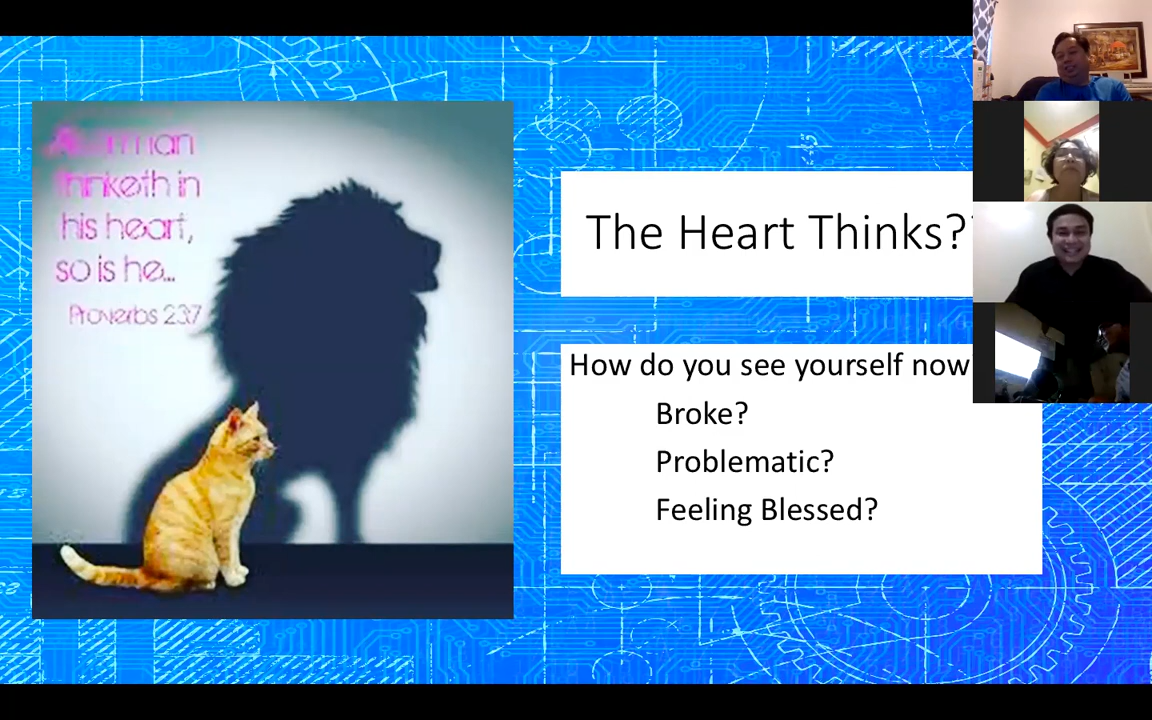 man
thinketh in
his heart,
so is he...
Proverbs 23:7
The Heart Thinks?
How do you see yourself now
Broke?
Problematic?
Feeling Blessed?